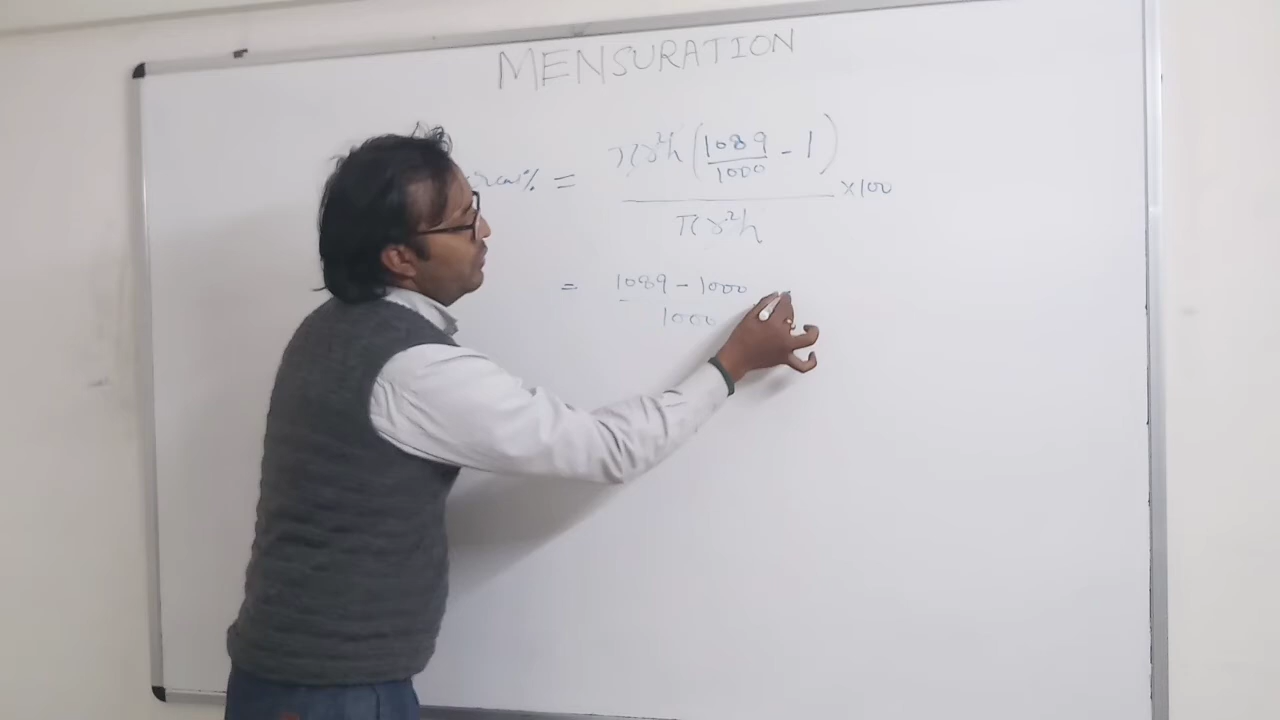 MENSURATION
% = πr²h (1089/1000 - 1) / πr²h ×100
= 1089 - 1000 / 1000